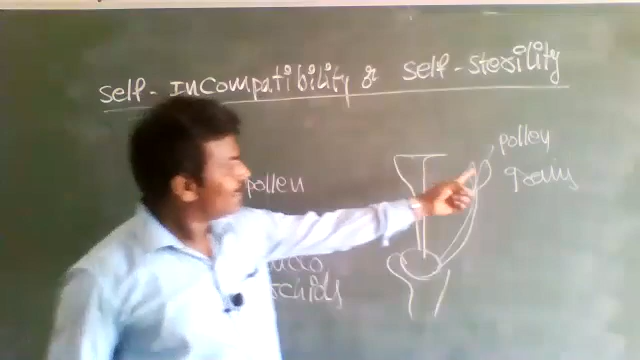 Self - Incompatibility & Self - Sterility
pollen
polley
grains